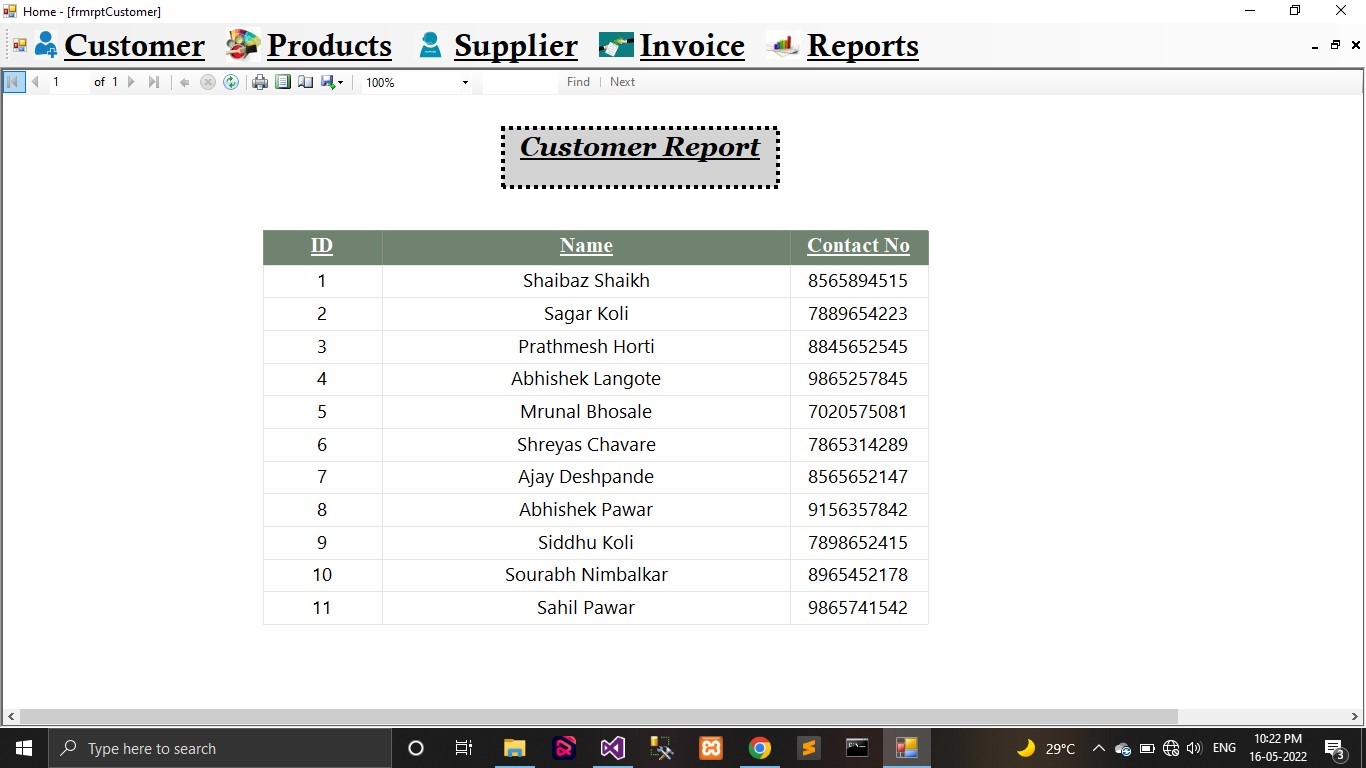 Home - [frmrptCustomer]
Customer Products Supplier Invoice Reports
1 of 1 100% Find | Next
Customer Report
ID Name Contact No
1 Shaibaz Shaikh 8565894515
2 Sagar Koli 7889654223
3 Prathmesh Horti 8845652545
4 Abhishek Langote 9865257845
5 Mrunal Bhosale 7020575081
6 Shreyas Chavare 7865314289
7 Ajay Deshpande 8565652147
8 Abhishek Pawar 9156357842
9 Siddhu Koli 7898652415
10 Sourabh Nimbalkar 8965452178
11 Sahil Pawar 9865741542
Type here to search 29°C ENG 10:22 PM
16-05-2022 3